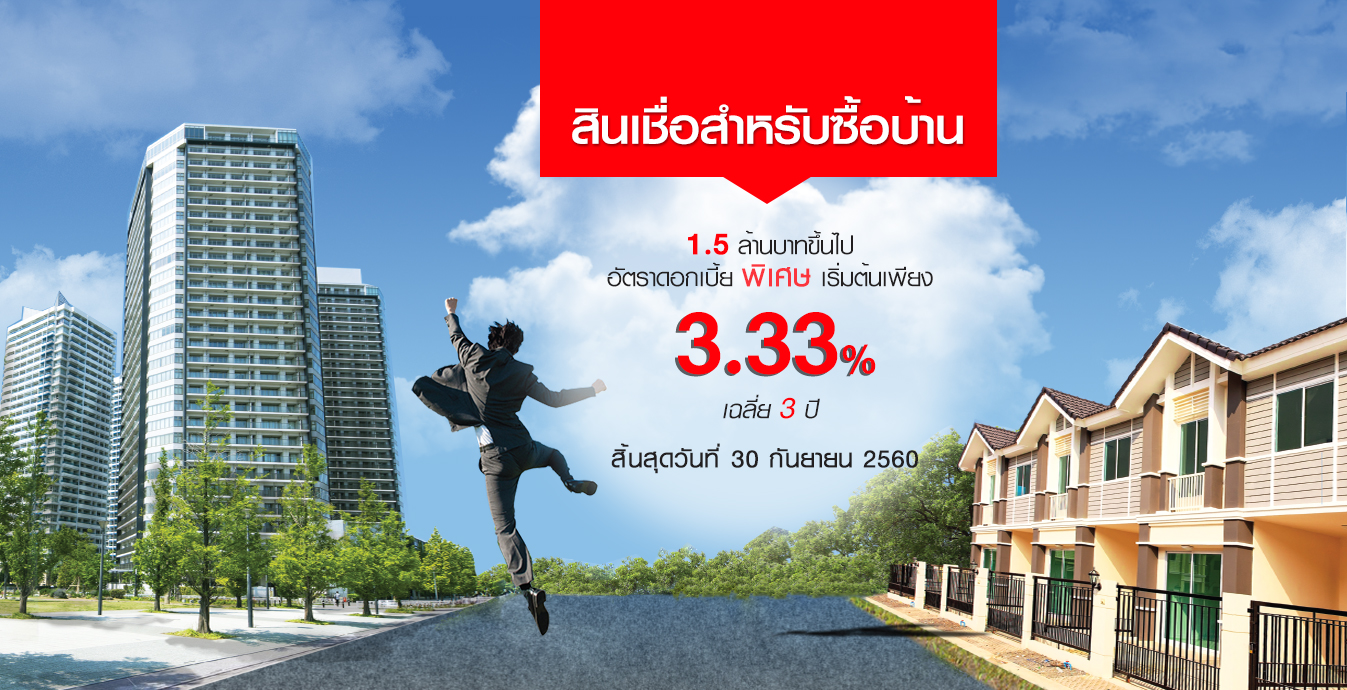 สินเชื่อสำหรับซื้อบ้าน
1.5 ล้านบาทขึ้นไป
อัตราดอกเบี้ย พิเศษ เริ่มต้นเพียง
3.33%
เฉลี่ย 3 ปี
สิ้นสุดวันที่ 30 กันยายน 2560